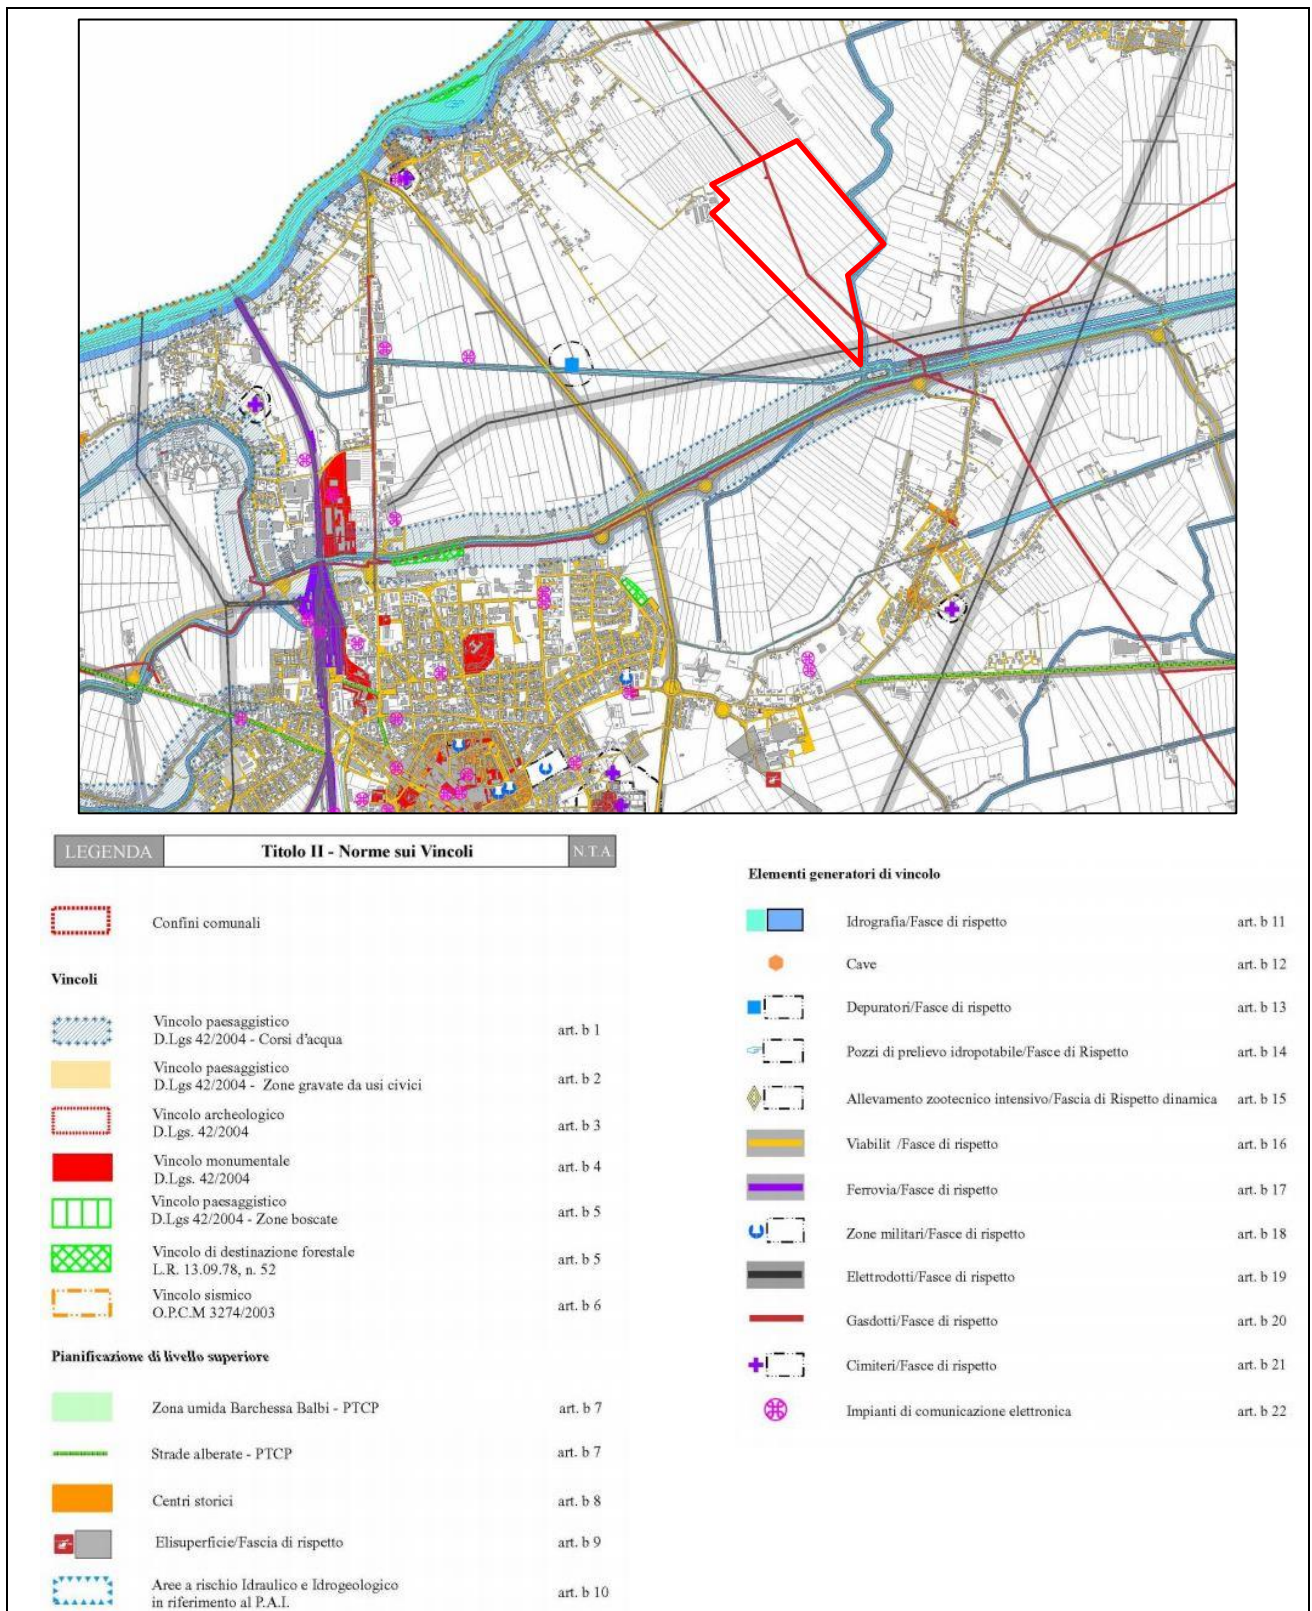 LEGENDA
Titolo II - Norme sui Vincoli
N.T.A
Confini comunali
Vincoli
Vincolo paesaggistico
D.Lgs 42/2004 - Corsi d'acqua
art. b 1
Vincolo paesaggistico
D.Lgs 42/2004 - Zone gravate da usi civici
art. b 2
Vincolo archeologico
D.Lgs. 42/2004
art. b 3
Vincolo monumentale
D.Lgs. 42/2004
art. b 4
Vincolo paesaggistico
D.Lgs 42/2004 - Zone boscate
art. b 5
Vincolo di destinazione forestale
L.R. 13.09.78, n. 52
art. b 5
Vincolo sismico
O.P.C.M 3274/2003
art. b 6
Pianificazione di livello superiore
Zona umida Barchessa Balbi - PTCP
art. b 7
Strade alberate - PTCP
art. b 7
Centri storici
art. b 8
Elisuperficie/Fascia di rispetto
art. b 9
Aree a rischio Idraulico e Idrogeologico
in riferimento al P.A.I.
art. b 10
Elementi generatori di vincolo
Idrografia/Fasce di rispetto
art. b 11
Cave
art. b 12
Depuratori/Fasce di rispetto
art. b 13
Pozzi di prelievo idropotabile/Fasce di Rispetto
art. b 14
Allevamento zootecnico intensivo/Fascia di Rispetto dinamica
art. b 15
Viabilit /Fasce di rispetto
art. b 16
Ferrovia/Fasce di rispetto
art. b 17
Zone militari/Fasce di rispetto
art. b 18
Elettrodotti/Fasce di rispetto
art. b 19
Gasdotti/Fasce di rispetto
art. b 20
Cimiteri/Fasce di rispetto
art. b 21
Impianti di comunicazione elettronica
art. b 22